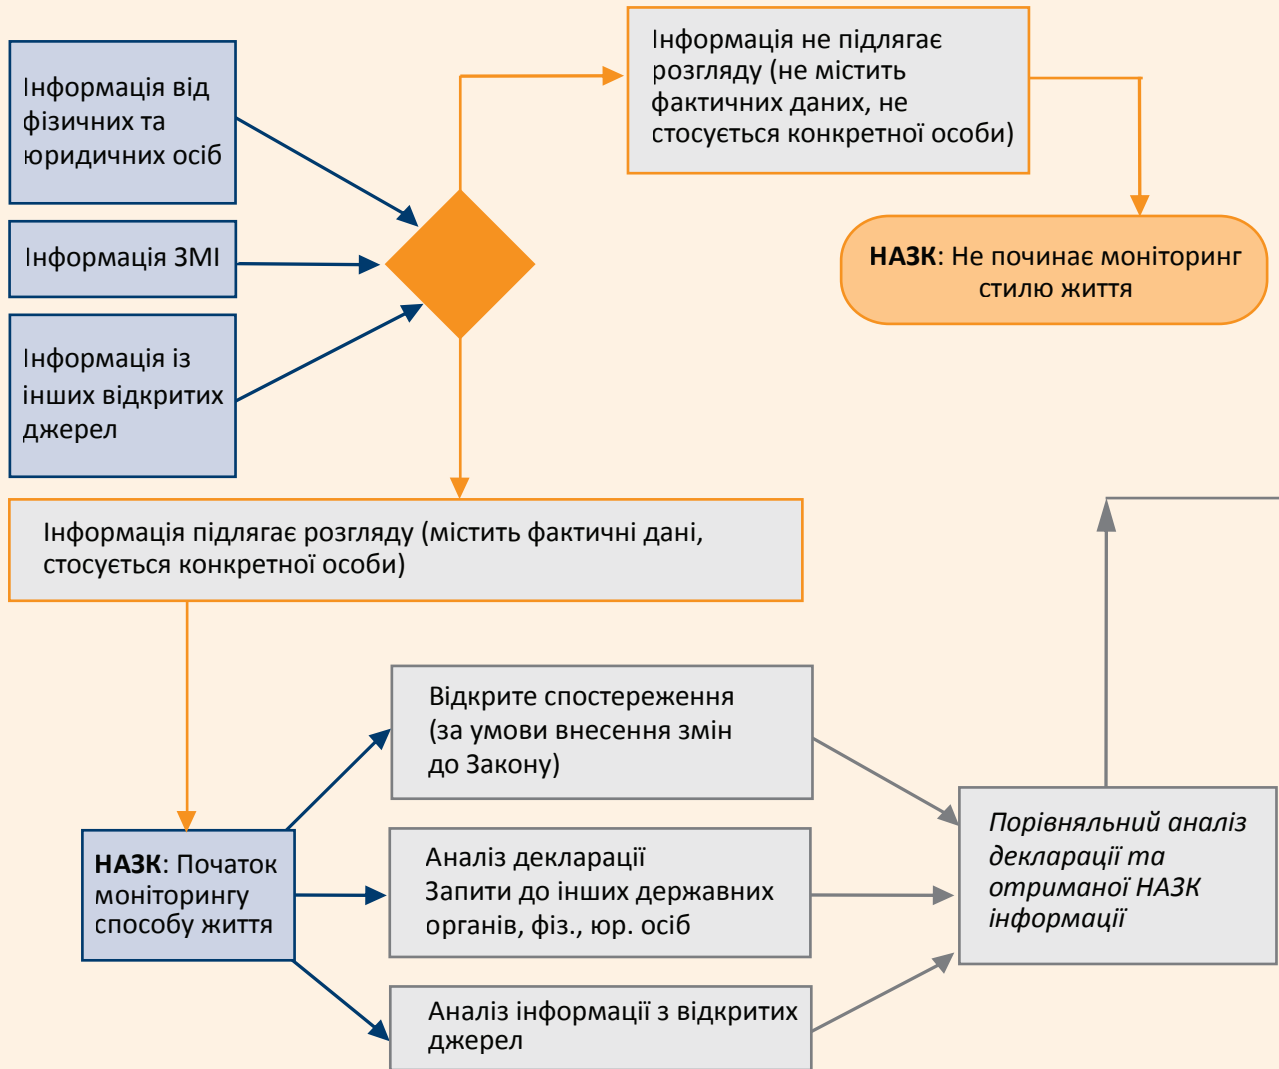 Інформація від
фізичних та
юридичних осіб
Інформація ЗМІ
Інформація із
інших відкритих
джерел
Інформація не підлягає
розгляду (не містить
фактичних даних, не
стосується конкретної особи)
НАЗК: Не починає моніторинг
стилю життя
Інформація підлягає розгляду (містить фактичні дані,
стосується конкретної особи)
НАЗК: Початок
моніторингу
способу життя
Відкрите спостереження
(за умови внесення змін
до Закону)
Аналіз декларації
Запити до інших державних
органів, фіз., юр. осіб
Аналіз інформації з відкритих
джерел
Порівняльний аналіз
декларації та
отриманої НАЗК
інформації